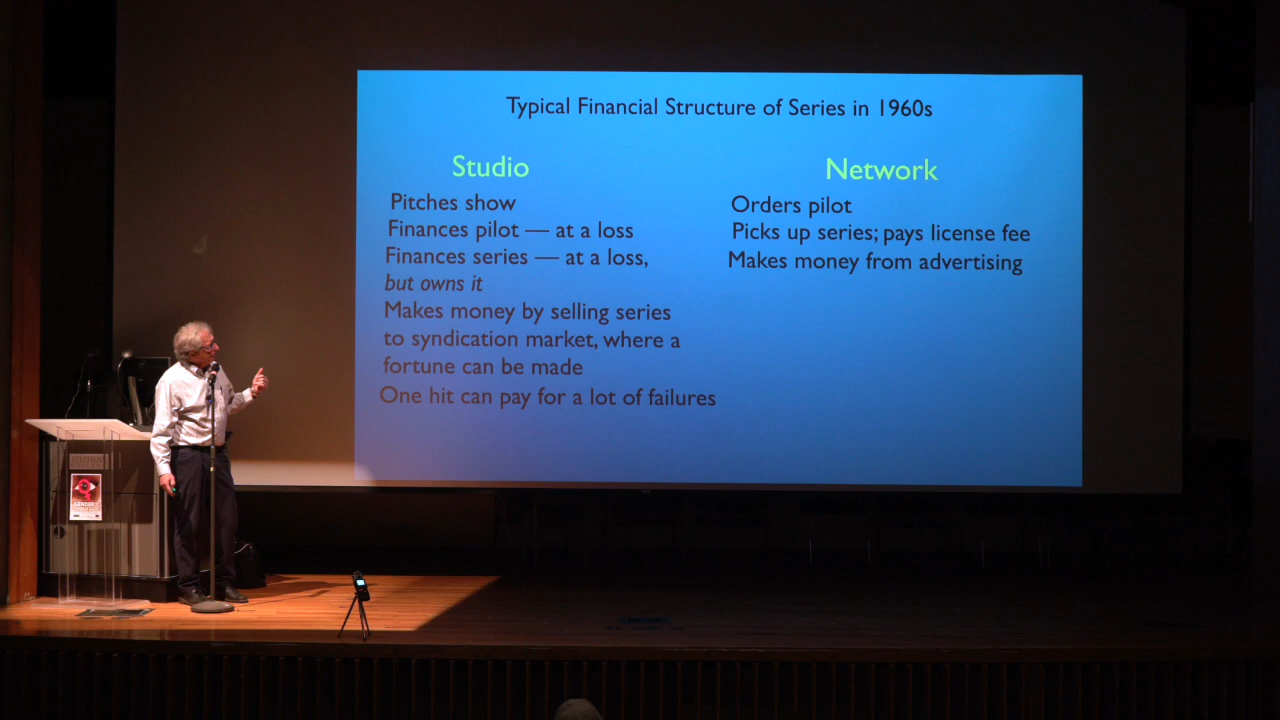 Typical Financial Structure of Series in 1960s
Studio
Pitches show
Finances pilot — at a loss
Finances series — at a loss,
but owns it
Makes money by selling series
to syndication market, where a
fortune can be made
One hit can pay for a lot of failures
Network
Orders pilot
Picks up series; pays license fee
Makes money from advertising